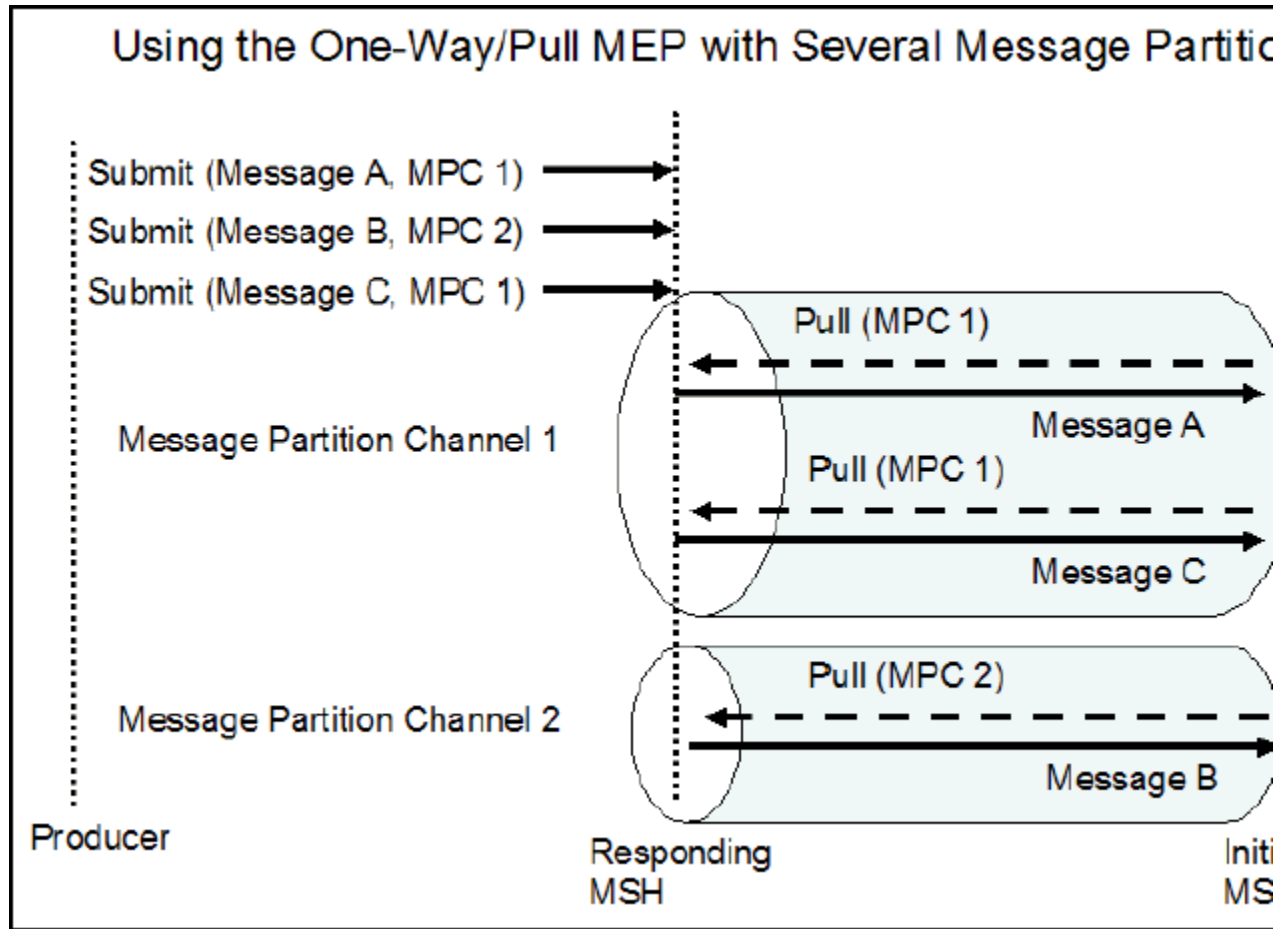 Using the One-Way/Pull MEP with Several Message Partitio
Submit (Message A, MPC 1)
Submit (Message B, MPC 2)
Submit (Message C, MPC 1)
Pull (MPC 1)
Message A
Message Partition Channel 1
Pull (MPC 1)
Message C
Pull (MPC 2)
Message Partition Channel 2
Message B
Producer
Responding
MSH
Initi
MS